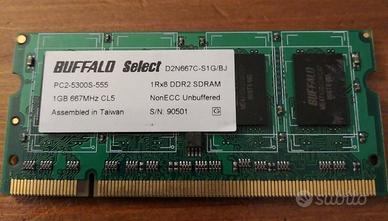 BUFFALO Select D2N667C-S1G/BJ
PC2-5300S-555 1Rx8 DDR2 SDRAM
1GB 667MHz CL5 NonECC Unbuffered
Assembled in Taiwan S/N: 90501 G
subito